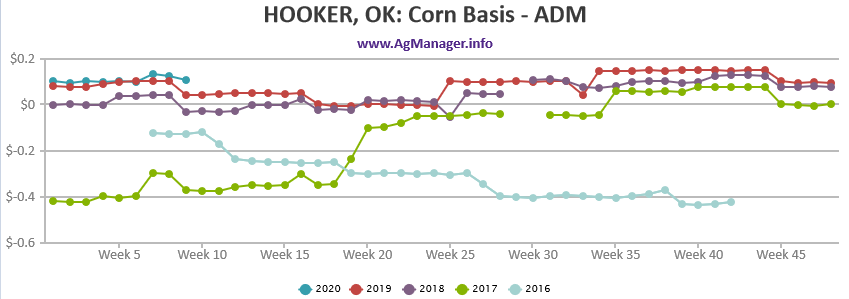 HOOKER, OK: Corn Basis - ADM
www.AgManager.info
$0.2
$0
$-0.2
$-0.4
$-0.6
Week 5 Week 10 Week 15 Week 20 Week 25 Week 30 Week 35 Week 40 Week 45
2020 2019 2018 2017 2016